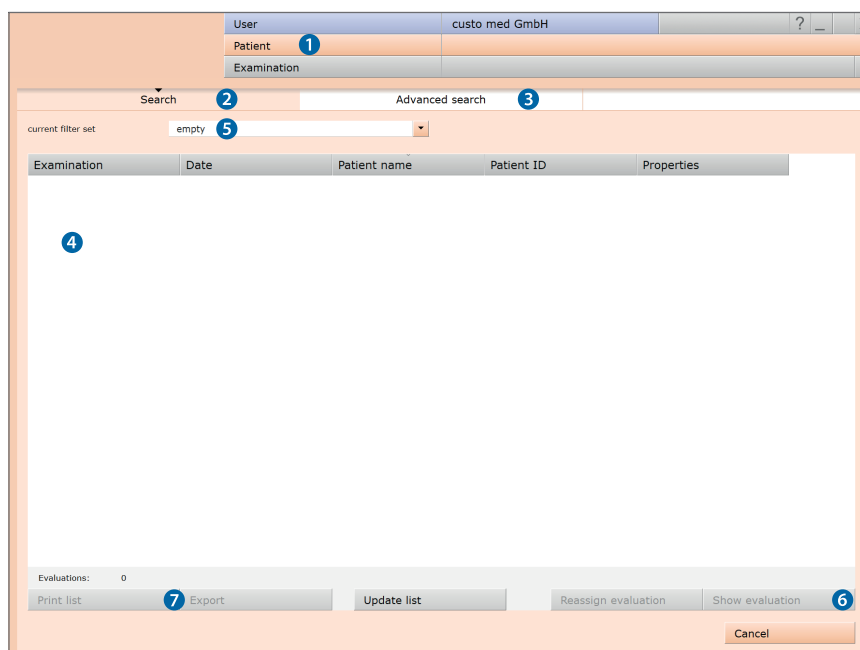 User custo med GmbH ? _
Patient 1
Examination
Search 2 Advanced search 3
current filter set empty 5
Examination Date Patient name Patient ID Properties
4
Evaluations: 0
Print list 7 Export Update list Reassign evaluation Show evaluation 6
Cancel